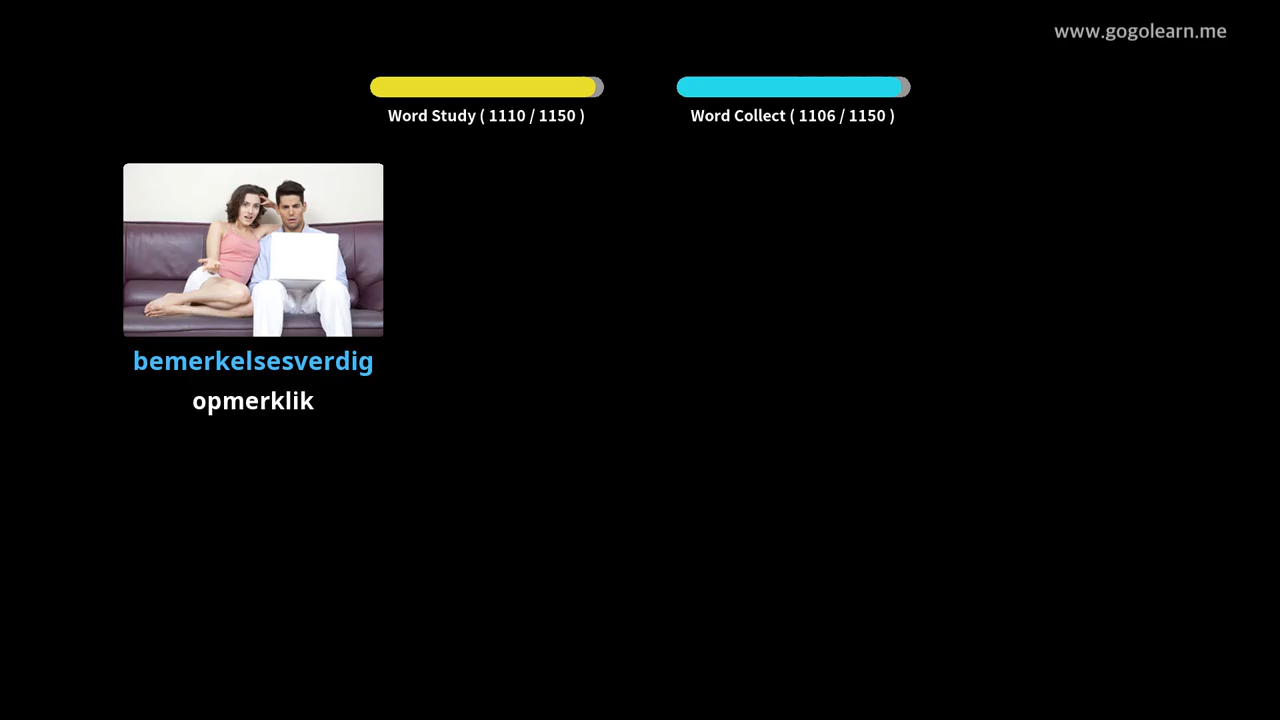 www.gogolearn.me
Word Study ( 1110 / 1150 )
Word Collect ( 1106 / 1150 )
bemerkelsesverdig
opmerklik